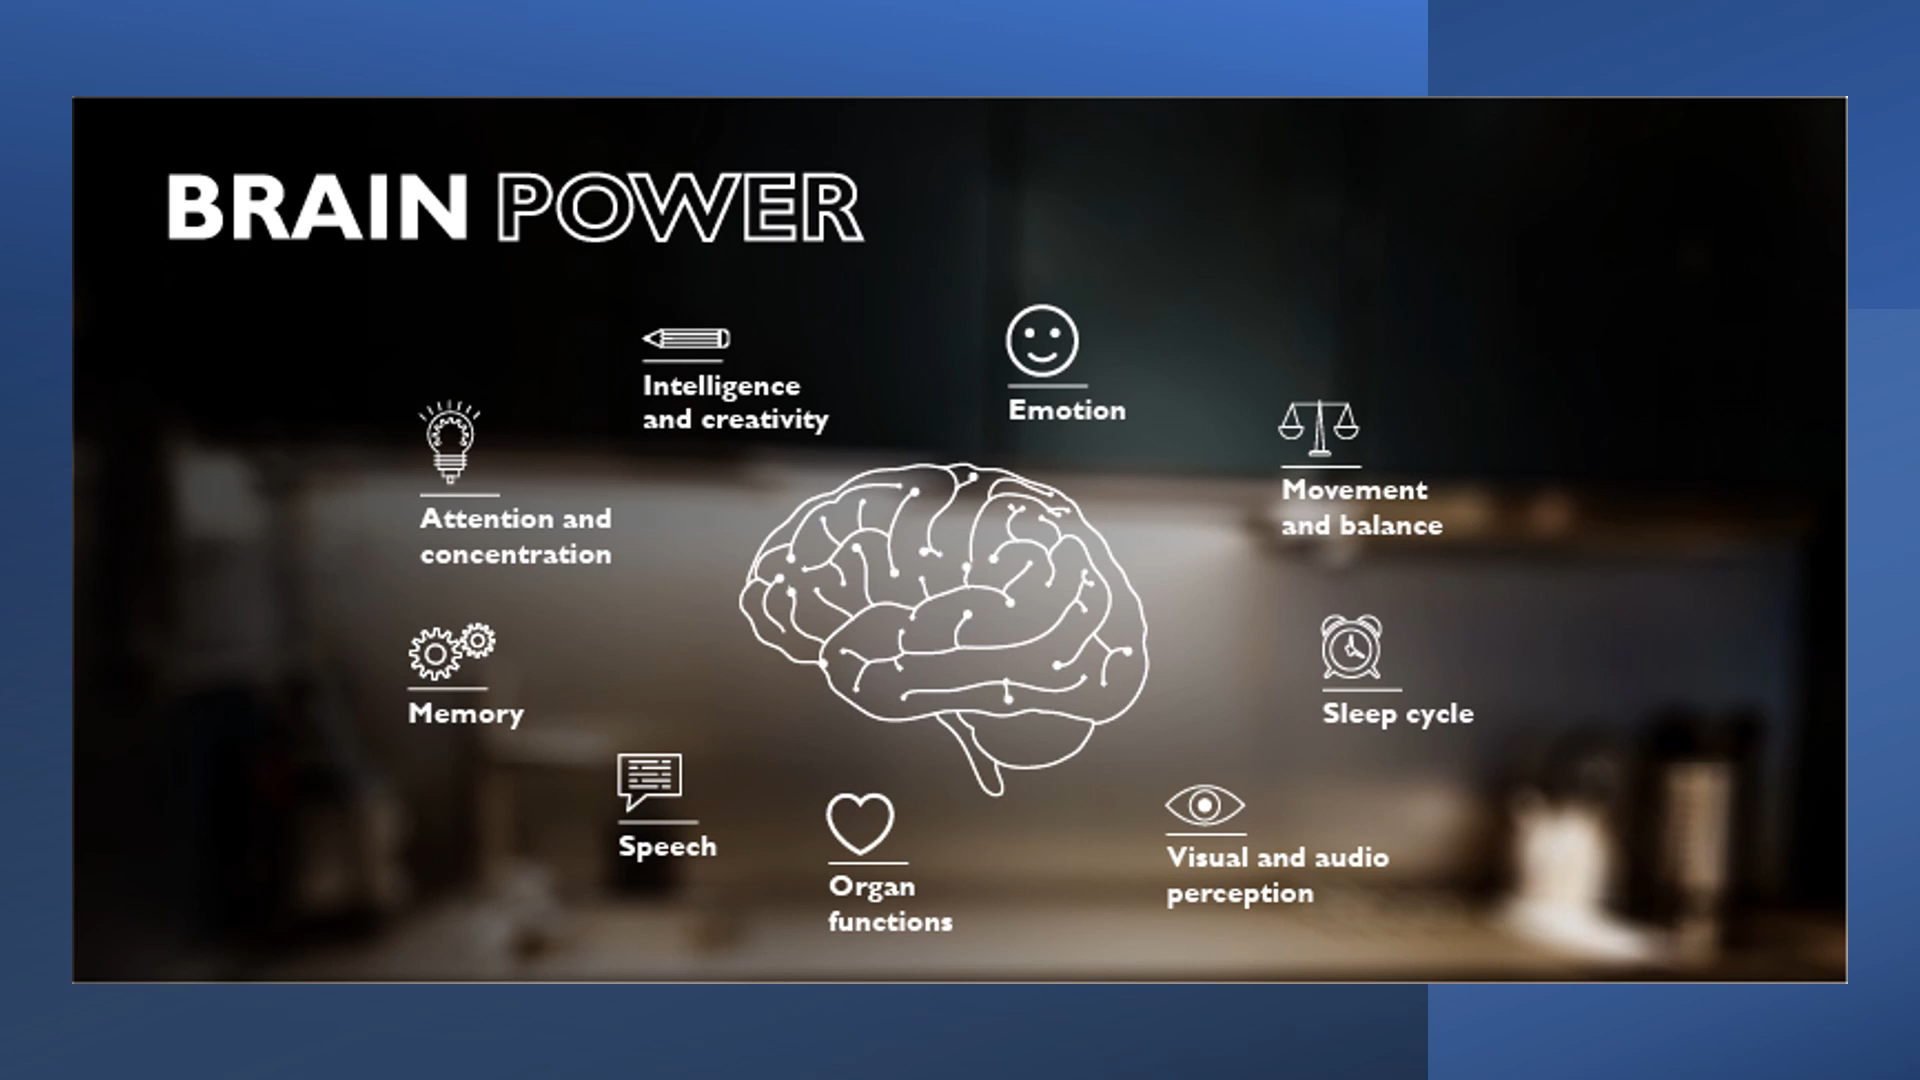 BRAIN POWER
Intelligence
and creativity
Emotion
Attention and
concentration
Movement
and balance
Memory
Sleep cycle
Speech
Organ
functions
Visual and audio
perception